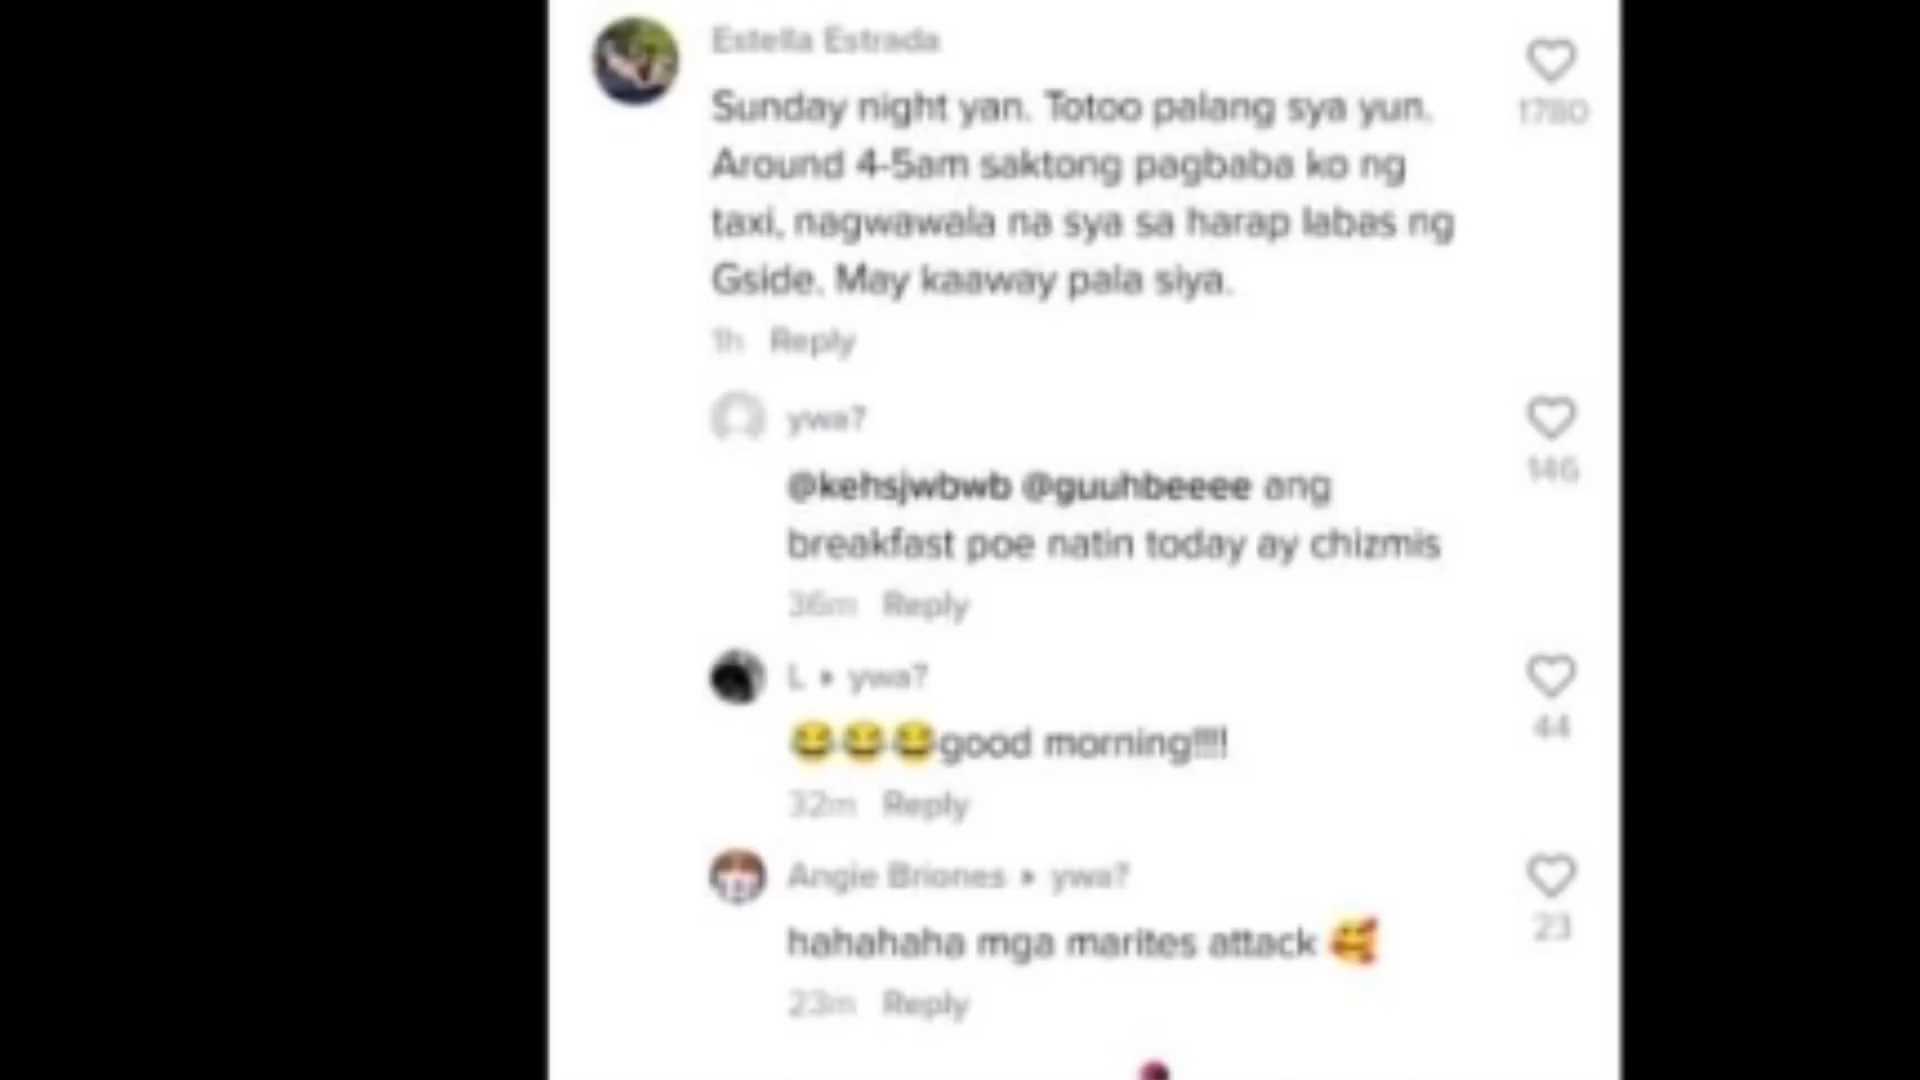 Estella Estrada
Sunday night yan. Totoo palang sya yun.
1780
Around 4-5am saktong pagbaba ko ng
taxi, nagwawala na sya sa harap labas ng
Gside. May kaaway pala siya.
1h Reply
ywa?
@kehsjwbwb @guuhbeeee ang
146
breakfast poe natin today ay chizmis
36m Reply
L ▸ ywa?
😂😂😂good morning!!!!
44
32m Reply
Angie Briones ▸ ywa?
hahahaha mga marites attack 🥰
23
23m Reply